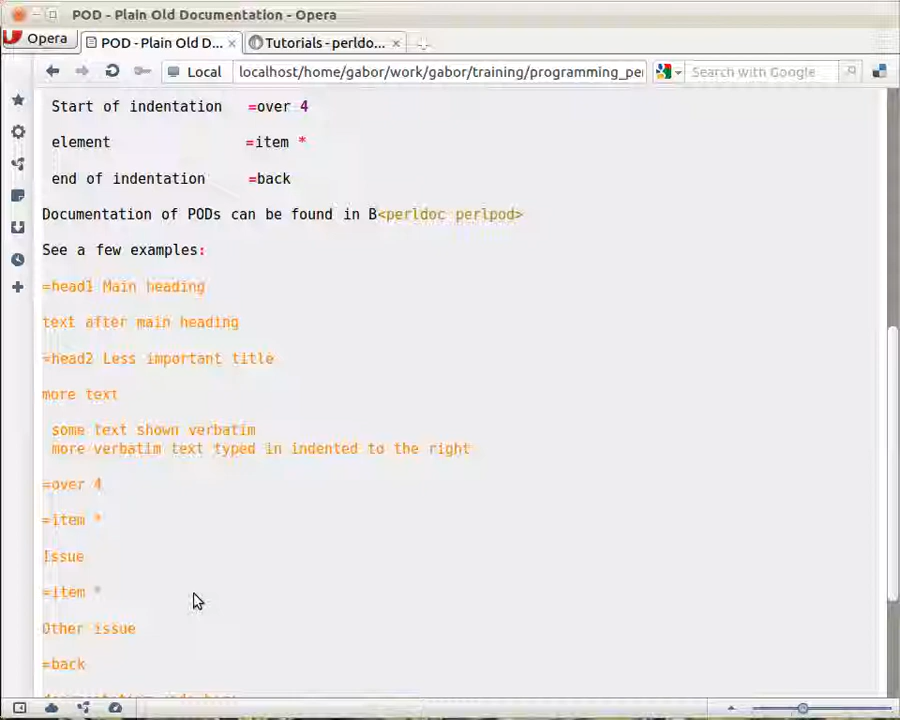 POD - Plain Old Documentation - Opera
Opera
POD - Plain Old D...
Tutorials - perldo...
Local
localhost/home/gabor/work/gabor/training/programming_pe
Search with Google
Start of indentation =over 4
element =item *
end of indentation =back
Documentation of PODs can be found in B<perldoc perlpod>
See a few examples:
=head1 Main heading
text after main heading
=head2 Less important title
more text
some text shown verbatim
more verbatim text typed in indented to the right
=over 4
=item *
Issue
=item *
Other issue
=back